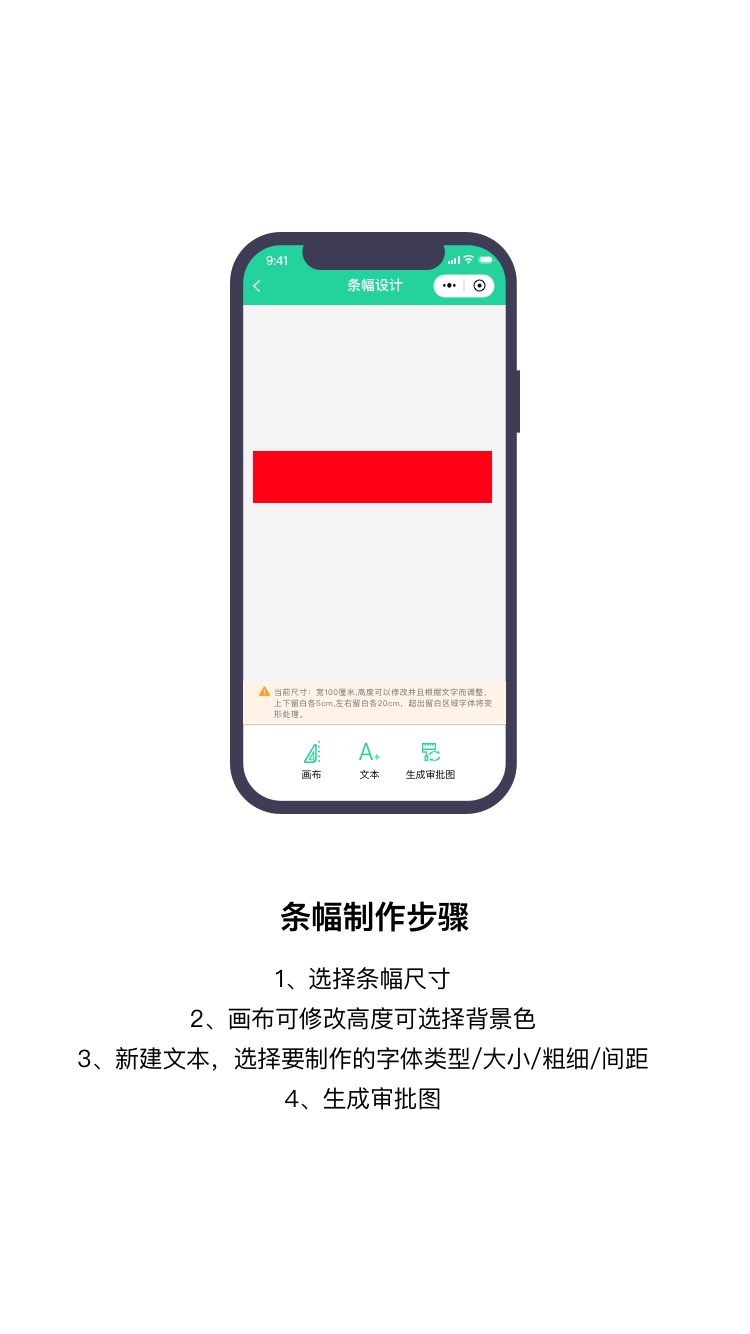 9:41
条幅设计
当前尺寸：宽100厘米,高度可以修改并且根据文字而调整，
上下留白各5cm,左右留白各20cm，超出留白区域字体将变
形处理。
画布
文本
生成审批图
条幅制作步骤
1、选择条幅尺寸
2、画布可修改高度可选择背景色
3、新建文本，选择要制作的字体类型/大小/粗细/间距
4、生成审批图